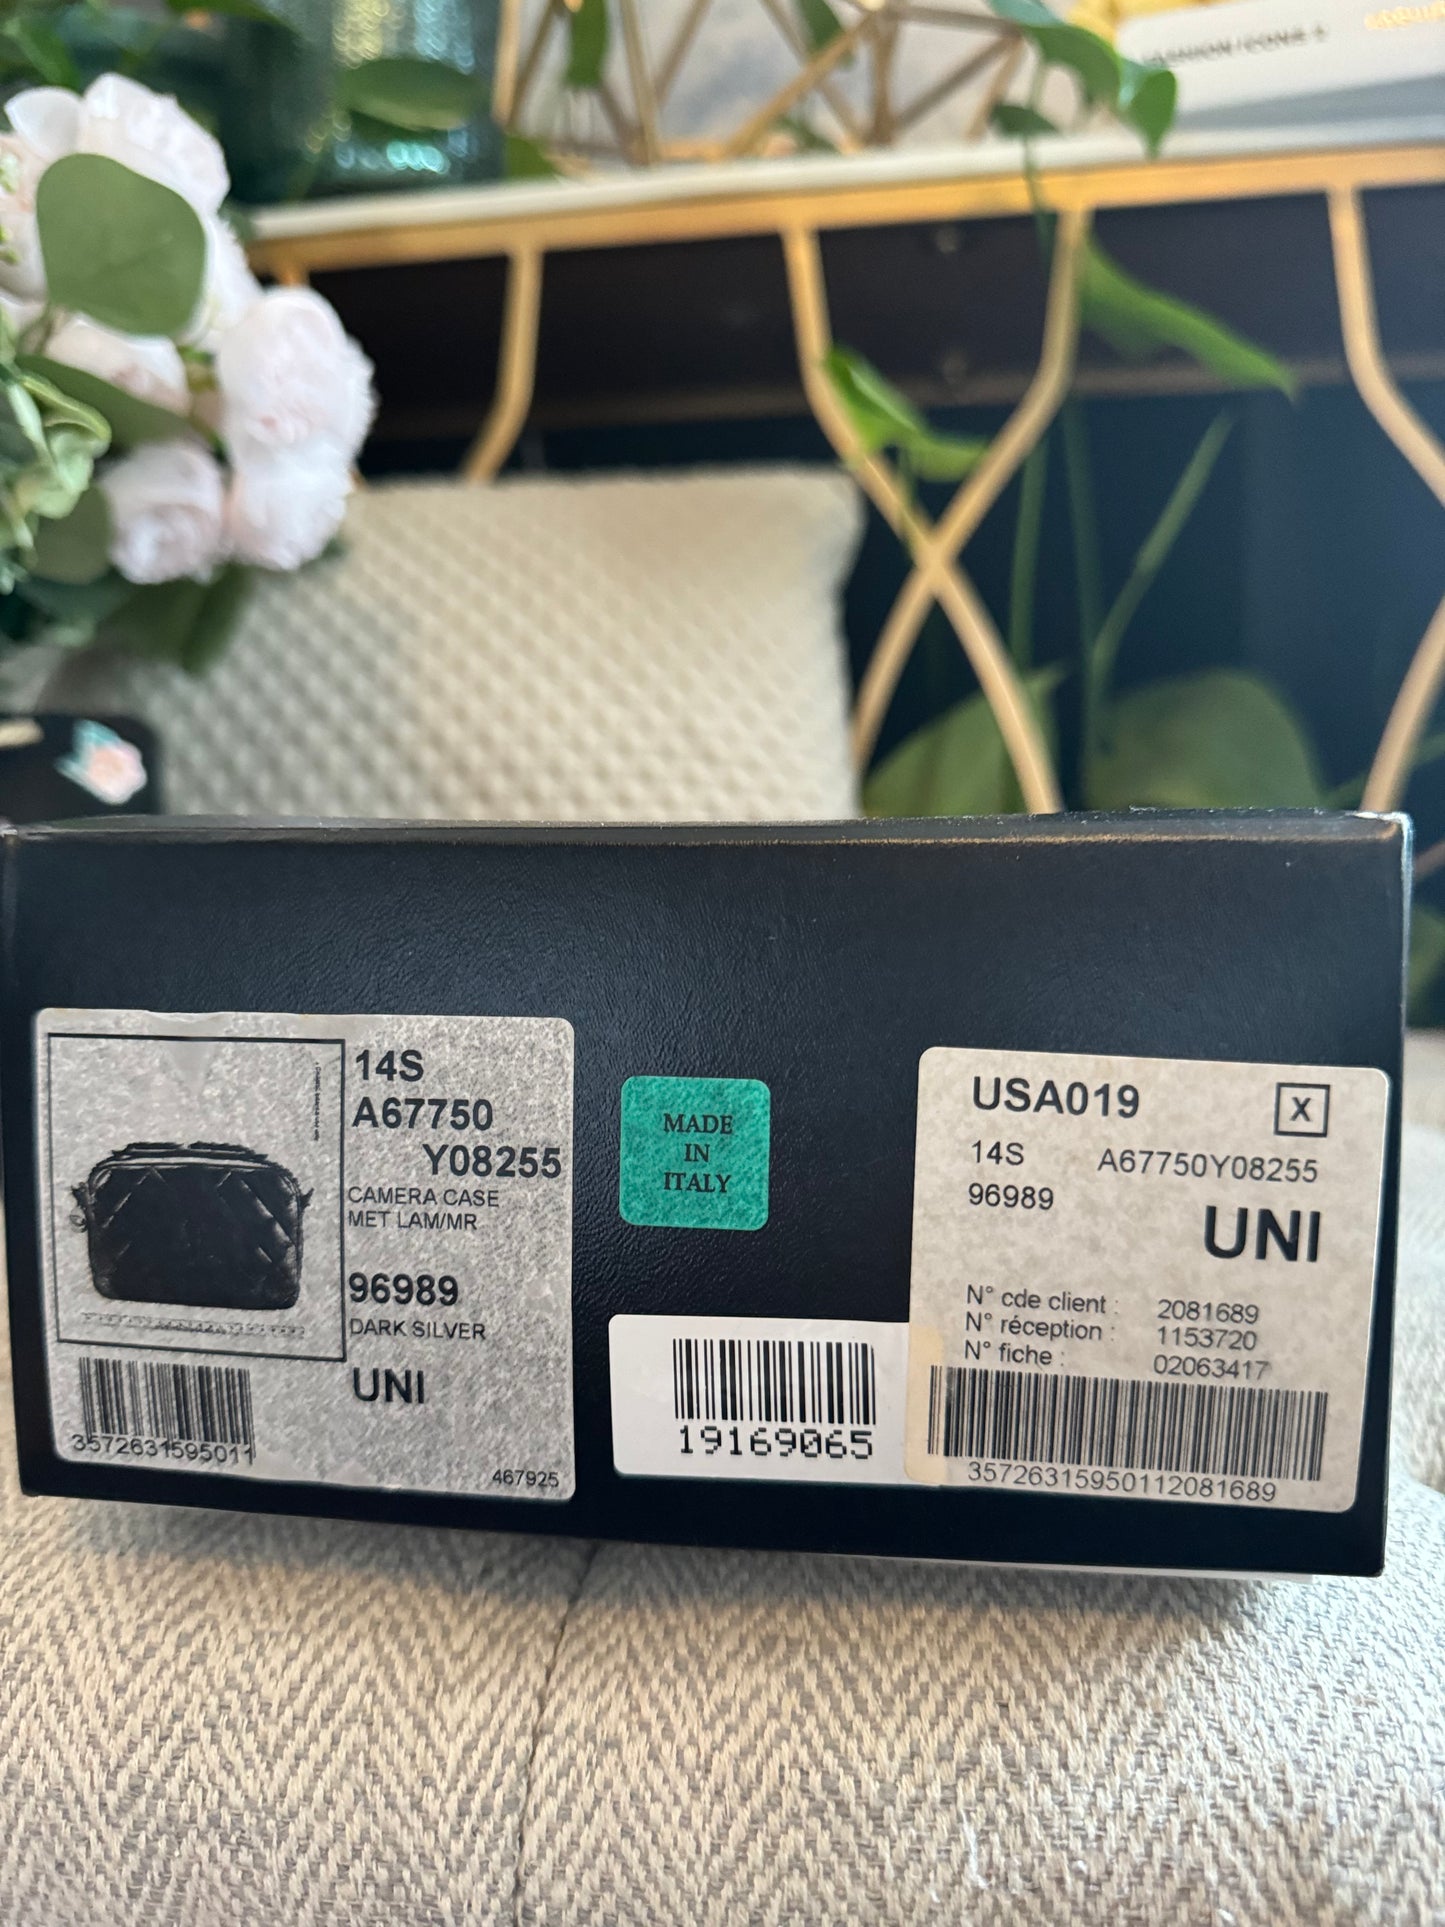 14S
A67750
Y08255
CAMERA CASE
MET LAM/MR
96989
DARK SILVER
UNI
3572631595011
467925
MADE
IN
ITALY
19169065
USA019
X
14S A67750Y08255
96989
UNI
N° cde client : 2081689
N° réception : 1153720
N° fiche : 02063417
35726315950112081689